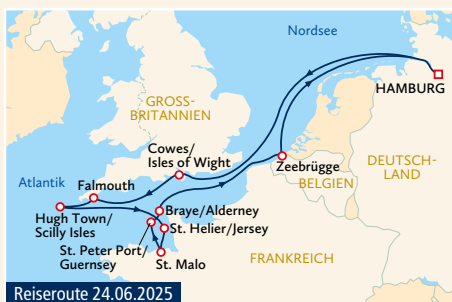 Nordsee
HAMBURG
GROSS-
BRITANNIEN
Cowes/
Isles of Wight
Zeebrügge
BELGIEN
DEUTSCH-
LAND
Atlantik
Falmouth
Hugh Town/
Scilly Isles
Braye/Alderney
St. Helier/Jersey
St. Peter Port/
Guernsey
St. Malo
FRANKREICH
Reiseroute 24.06.2025